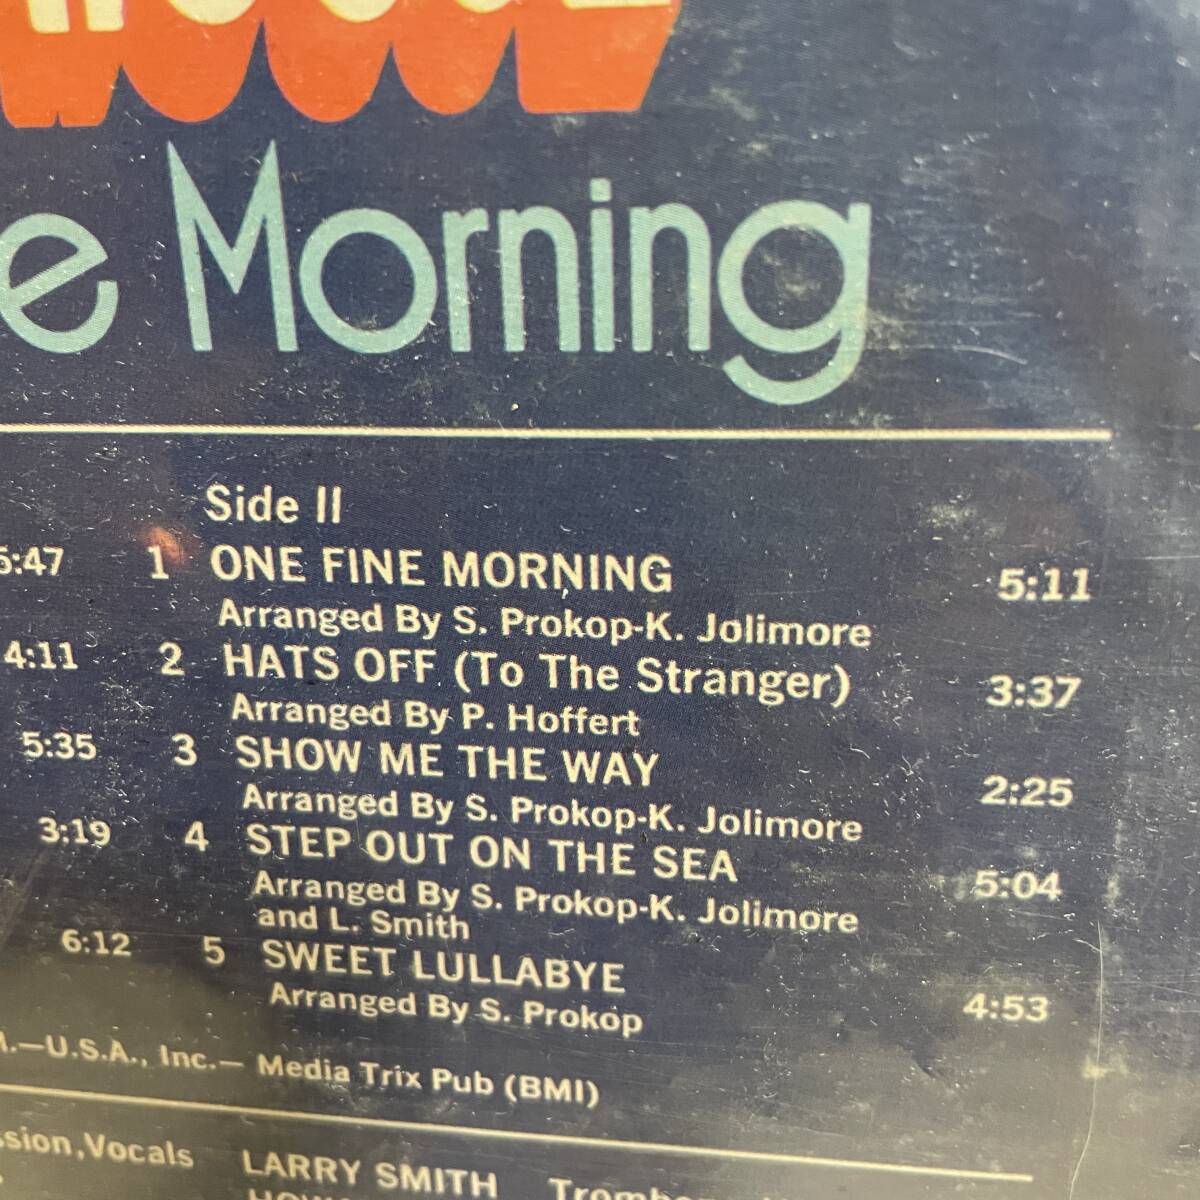 e Morning
Side II
5:47 1 ONE FINE MORNING 5:11
Arranged By S. Prokop-K. Jolimore
4:11 2 HATS OFF (To The Stranger) 3:37
Arranged By P. Hoffert
5:35 3 SHOW ME THE WAY 2:25
Arranged By S. Prokop-K. Jolimore
3:19 4 STEP OUT ON THE SEA 5:04
Arranged By S. Prokop-K. Jolimore
and L. Smith
6:12 5 SWEET LULLABYE 4:53
Arranged By S. Prokop
.—U.S.A., Inc.— Media Trix Pub (BMI)
ssion,Vocals LARRY SMITH